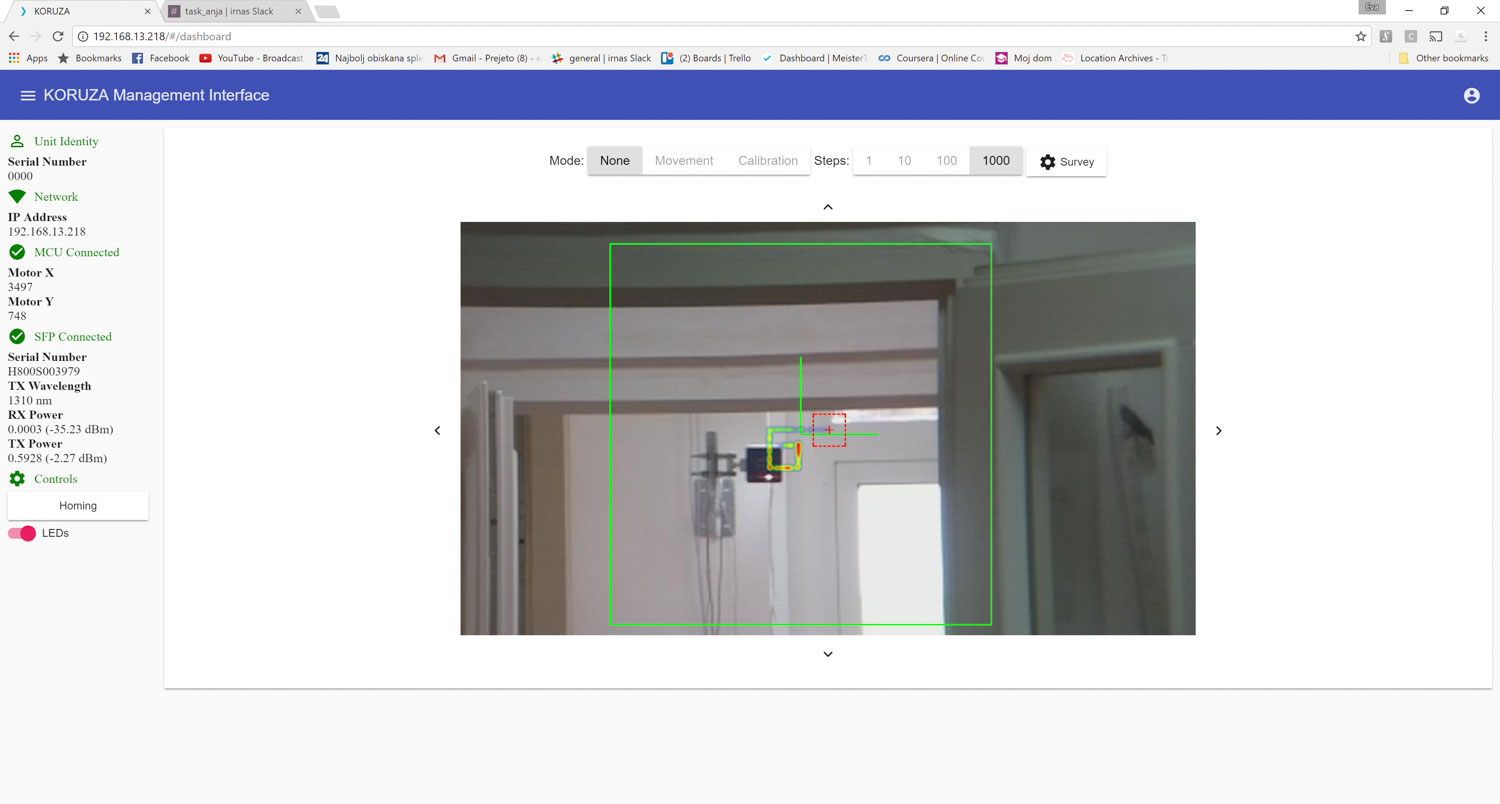 KORUZA
task_anja | irnas Slack
Eva
192.168.13.218/#/dashboard
Apps Bookmarks Facebook YouTube - Broadcast Najbolj obiskana sple Gmail - Prejeto (8) - e general | irnas Slack (2) Boards | Trello Dashboard | MeisterT Coursera | Online Cou Moj dom Location Archives - Tr Other bookmarks
KORUZA Management Interface
Unit Identity
Serial Number
0000
Network
IP Address
192.168.13.218
MCU Connected
Motor X
3497
Motor Y
748
SFP Connected
Serial Number
H800S003979
TX Wavelength
1310 nm
RX Power
0.0003 (-35.23 dBm)
TX Power
0.5928 (-2.27 dBm)
Controls
Homing
LEDs
Mode: None Movement Calibration Steps: 1 10 100 1000 Survey